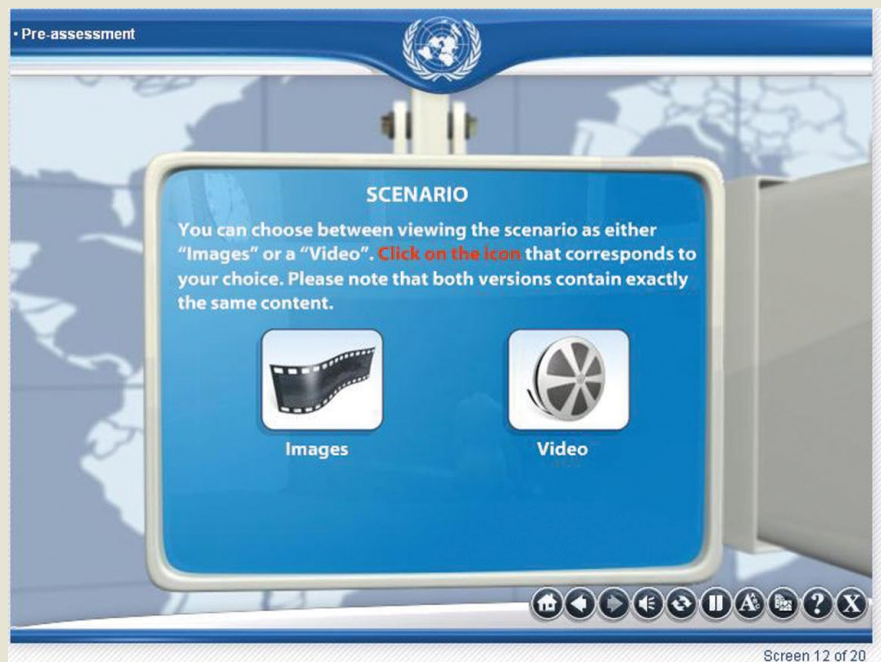 • Pre-assessment
SCENARIO
You can choose between viewing the scenario as either
“Images” or a “Video”. Click on the icon that corresponds to
your choice. Please note that both versions contain exactly
the same content.
Images
Video
A
?
X
Screen 12 of 20